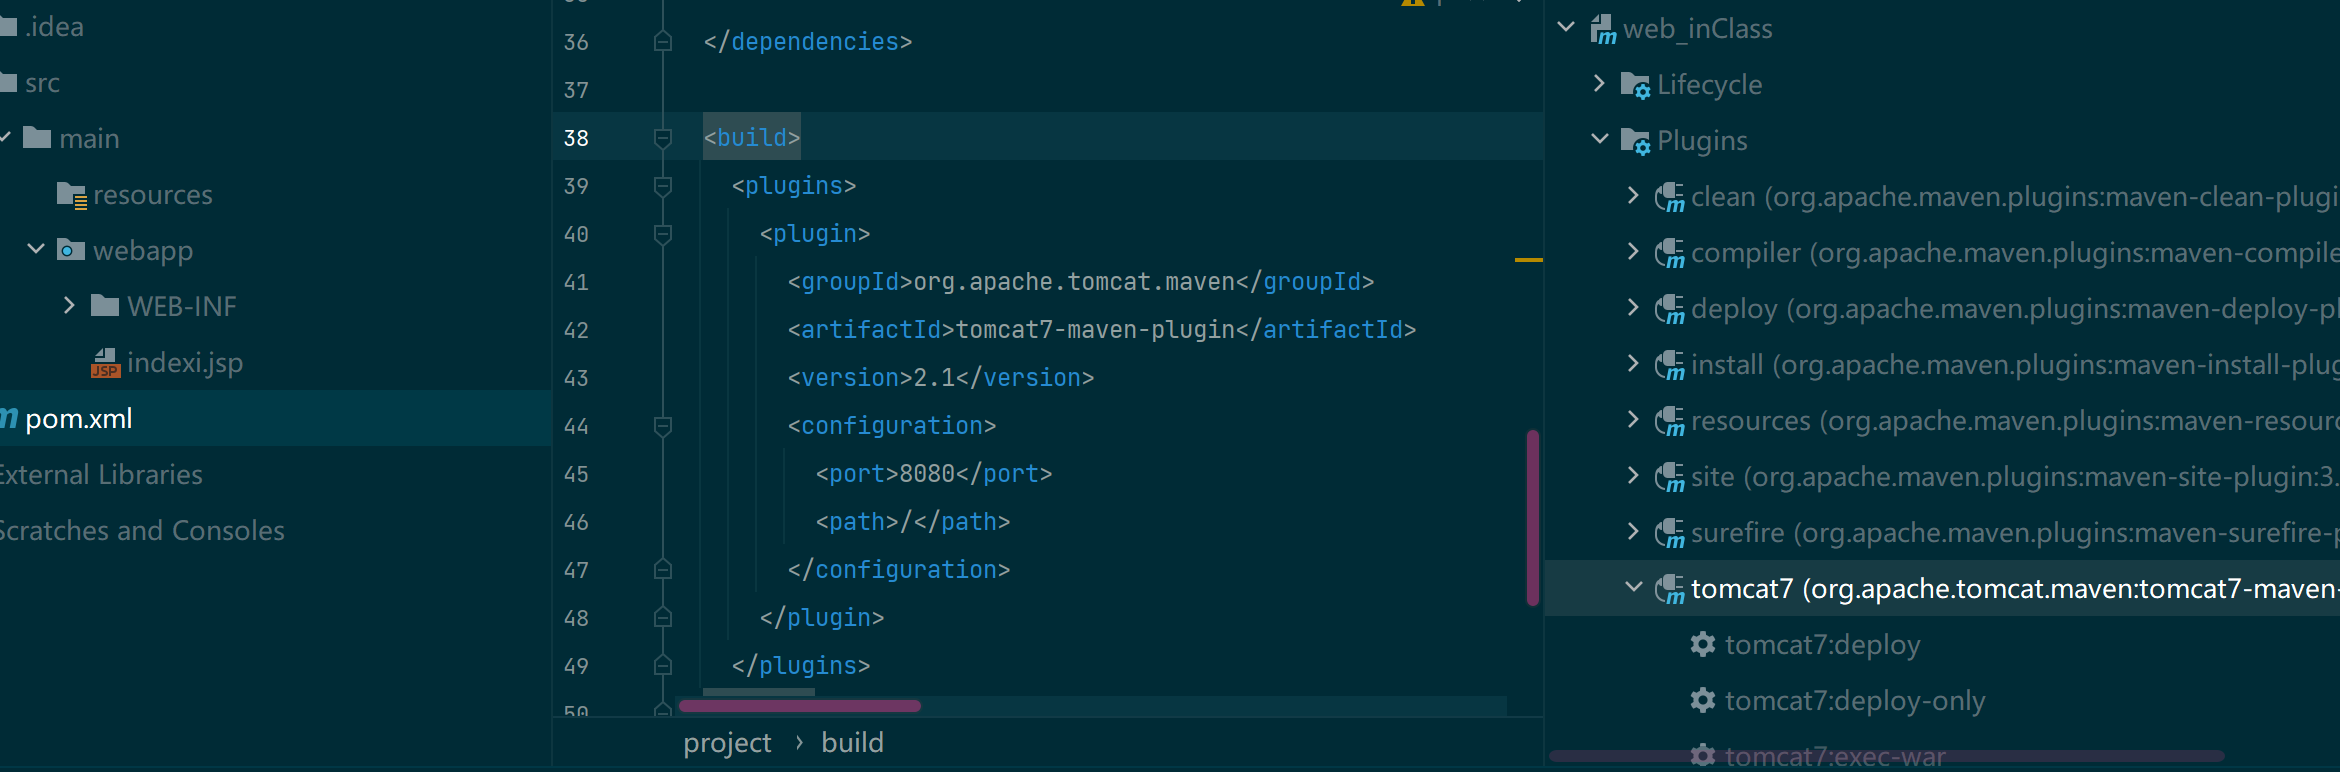 .idea
src
main
resources
webapp
WEB-INF
indexi.jsp
pom.xml
External Libraries
Scratches and Consoles
36 </dependencies>
37
38 <build>
39 <plugins>
40 <plugin>
41 <groupId>org.apache.tomcat.maven</groupId>
42 <artifactId>tomcat7-maven-plugin</artifactId>
43 <version>2.1</version>
44 <configuration>
45 <port>8080</port>
46 <path>/</path>
47 </configuration>
48 </plugin>
49 </plugins>
50
project › build
web_inClass
Lifecycle
Plugins
clean (org.apache.maven.plugins:maven-clean-plugi
compiler (org.apache.maven.plugins:maven-compile
deploy (org.apache.maven.plugins:maven-deploy-pl
install (org.apache.maven.plugins:maven-install-plug
resources (org.apache.maven.plugins:maven-resourc
site (org.apache.maven.plugins:maven-site-plugin:3.
surefire (org.apache.maven.plugins:maven-surefire-p
tomcat7 (org.apache.tomcat.maven:tomcat7-maven-
tomcat7:deploy
tomcat7:deploy-only
tomcat7:exec-war